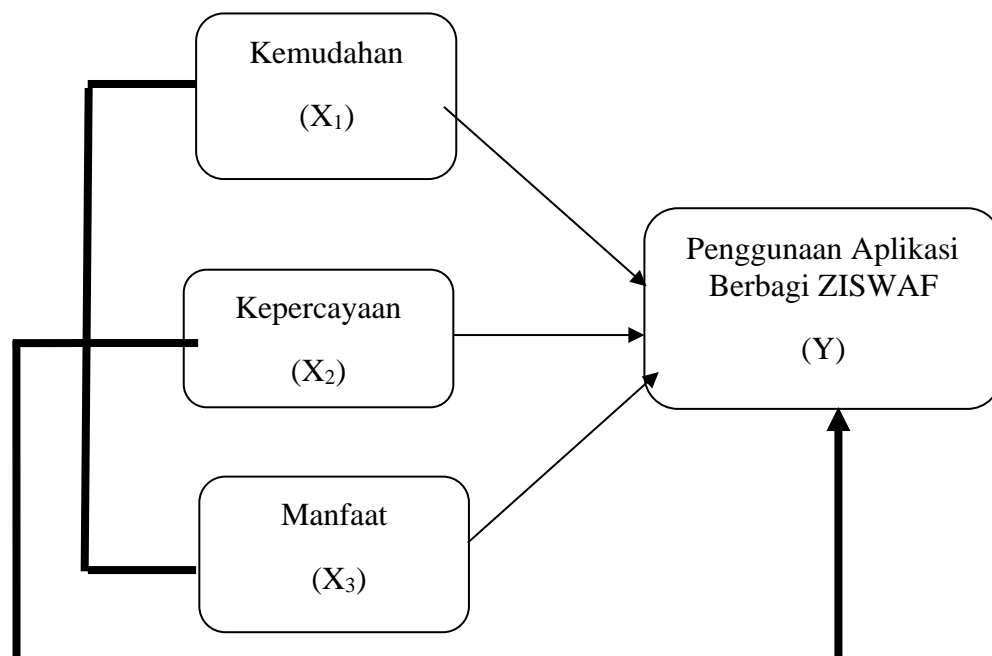 Kemudahan
(X₁)
Kepercayaan
(X₂)
Manfaat
(X₃)
Penggunaan Aplikasi
Berbagi ZISWAF
(Y)